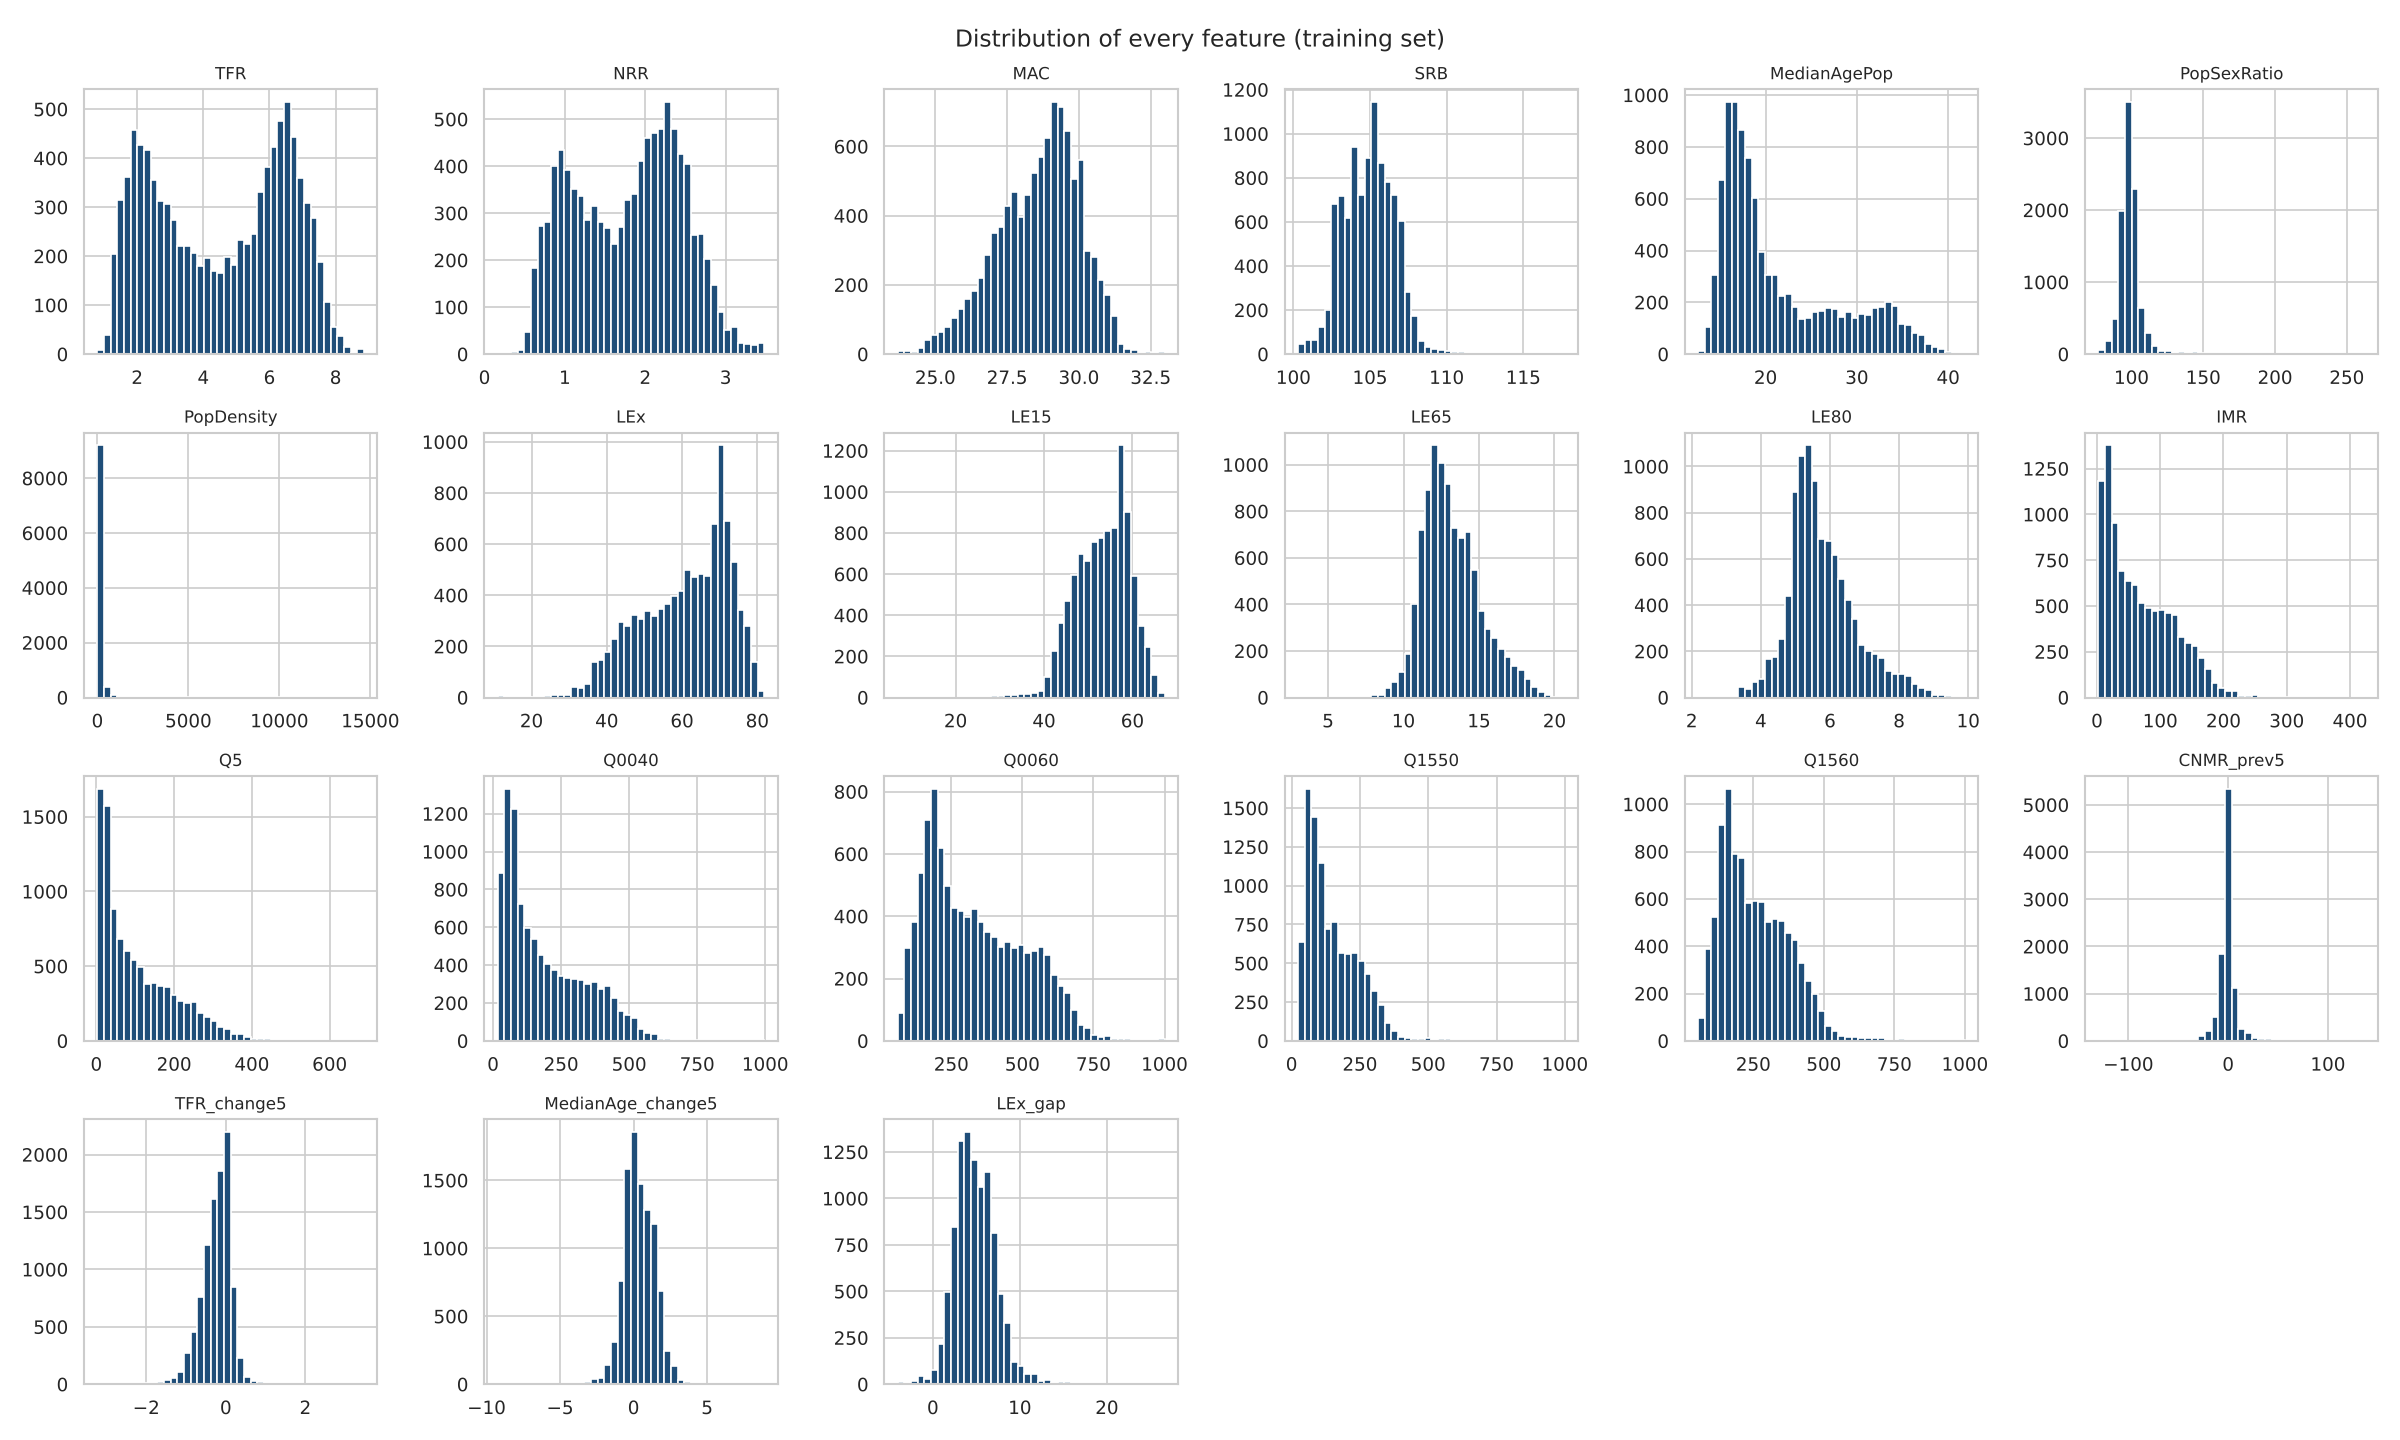 Distribution of every feature (training set)
TFR NRR MAC SRB MedianAgePop PopSexRatio
500 400 300 200 100 0
2 4 6 8
500 400 300 200 100 0
0 1 2 3
600 400 200 0
25.0 27.5 30.0 32.5
1200 1000 800 600 400 200 0
100 105 110 115
1000 800 600 400 200 0
20 30 40
3000 2000 1000 0
100 150 200 250
PopDensity LEx LE15 LE65 LE80 IMR
8000 6000 4000 2000 0
0 5000 10000 15000
1000 800 600 400 200 0
20 40 60 80
1200 1000 800 600 400 200 0
20 40 60
1000 800 600 400 200 0
5 10 15 20
1000 800 600 400 200 0
2 4 6 8 10
1250 1000 750 500 250 0
0 100 200 300 400
Q5 Q0040 Q0060 Q1550 Q1560 CNMR_prev5
1500 1000 500 0
0 200 400 600
1200 1000 800 600 400 200 0
0 250 500 750 1000
800 600 400 200 0
250 500 750 1000
1500 1250 1000 750 500 250 0
0 250 500 750 1000
1000 800 600 400 200 0
250 500 750 1000
5000 4000 3000 2000 1000 0
−100 0 100
TFR_change5 MedianAge_change5 LEx_gap
2000 1500 1000 500 0
−2 0 2
1500 1000 500 0
−10 −5 0 5
1250 1000 750 500 250 0
0 10 20